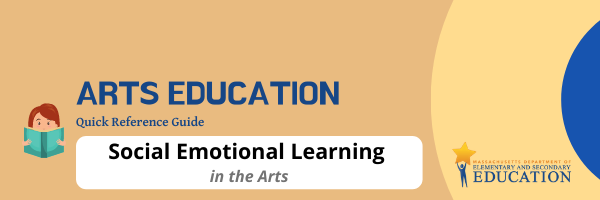 ARTS EDUCATION
Quick Reference Guide
Social Emotional Learning
in the Arts
MASSACHUSETTS DEPARTMENT OF
ELEMENTARY AND SECONDARY
EDUCATION